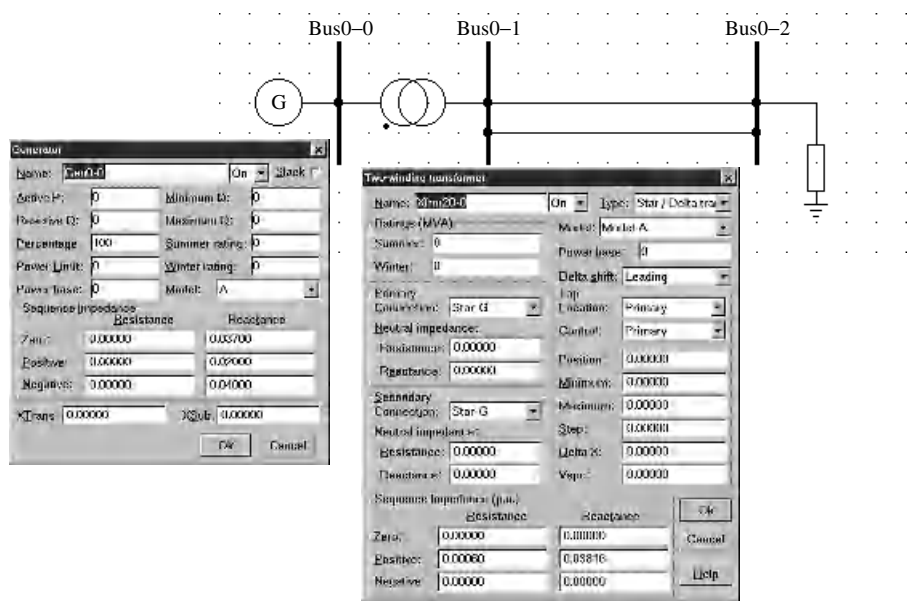 Bus0–0 Bus0–1 Bus0–2
G
Generator
Name: Gen0-0 On Slack
Active P: 0 Minimum Q: 0
Reactive Q: 0 Maximum Q: 0
Percentage 100 Summer rating: 0
Power Limit: 0 Winter rating: 0
Power base: 0 Model: A
Sequence Impedance
Resistance Reactance
Zero: 0.00000 0.03700
Positive: 0.00000 0.02000
Negative: 0.00000 0.04000
XTrans 0.00000 XSub. 0.00000
OK Cancel
Two-winding transformer
Name: On Type: Star / Delta tra
Ratings (MVA) Model: Model A
Summer: 0 Power base: 0
Winter: 0 Delta shift: Leading
Primary Tap
Connection: Star G Location: Primary
Neutral impedance: Control: Primary
Resistance: 0.00000 Position 0.00000
Reactance: 0.00000 Minimum: 0.00000
Secondary Maximum: 0.00000
Connection: Star-G Step: 0.00000
Neutral impedance: Delta X: 0.00000
Resistance: 0.00000 Vspc: 0.00000
Reactance: 0.00000
Sequence Impedance (p.u.)
Resistance Reactance Ok
Zero: 0.00000 0.00000 Cancel
Positive: 0.00060 0.03816 Help
Negative 0.00000 0.00000